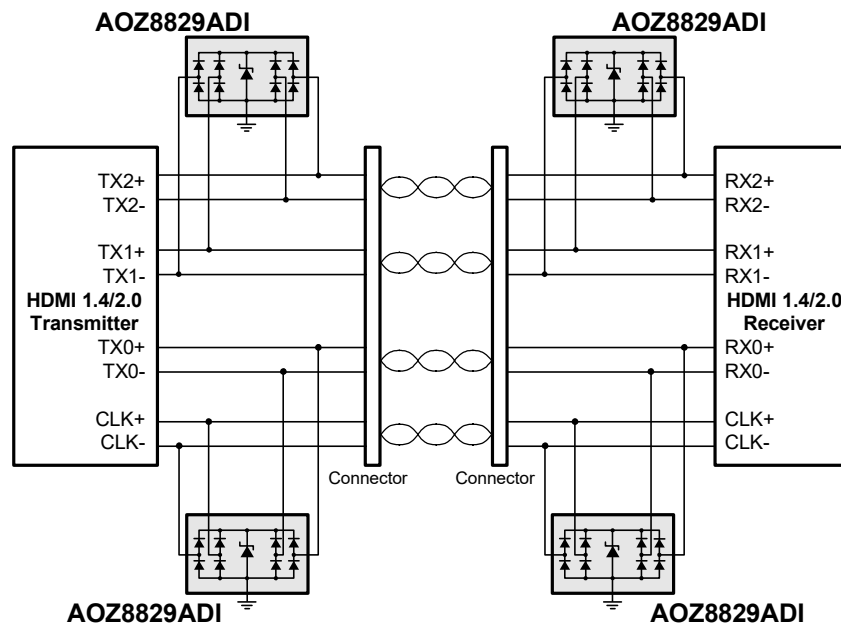 AOZ8829ADI
AOZ8829ADI
TX2+
TX2-
TX1+
TX1-
HDMI 1.4/2.0
Transmitter
TX0+
TX0-
CLK+
CLK-
RX2+
RX2-
RX1+
RX1-
HDMI 1.4/2.0
Receiver
RX0+
RX0-
CLK+
CLK-
Connector
Connector
AOZ8829ADI
AOZ8829ADI